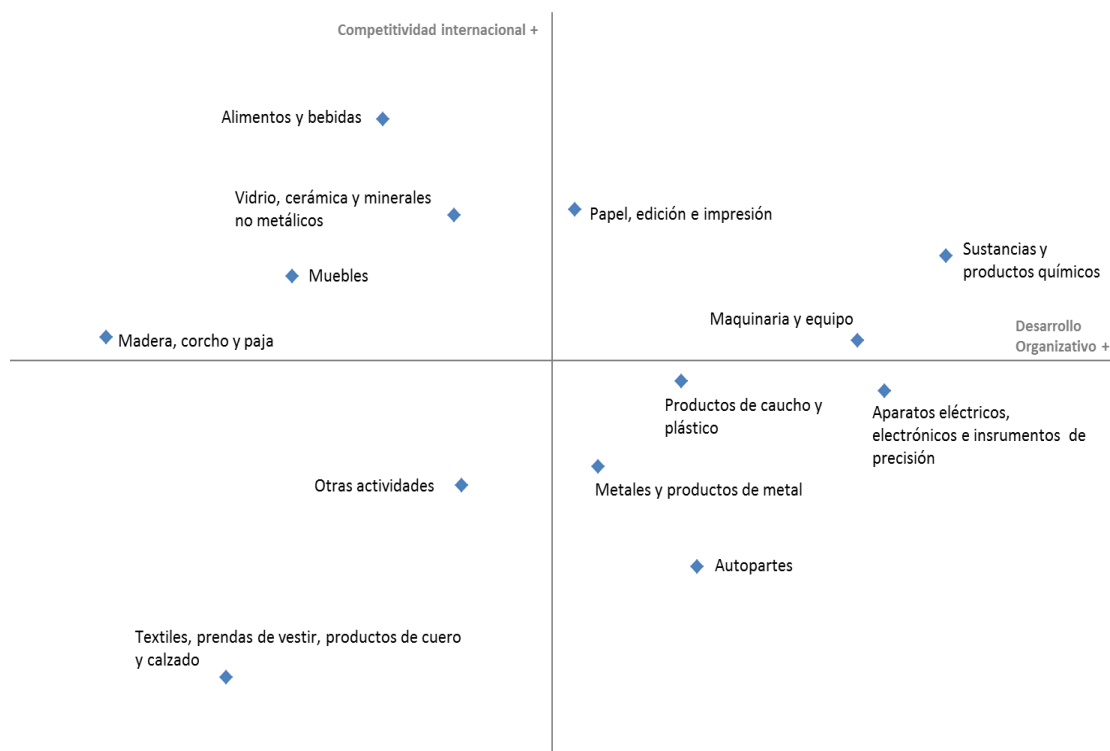 Competitividad internacional +
Alimentos y bebidas
Vidrio, cerámica y minerales
no metálicos
Papel, edición e impresión
Sustancias y
productos químicos
Muebles
Maquinaria y equipo
Desarrollo
Organizativo +
Madera, corcho y paja
Productos de caucho y
plástico
Aparatos eléctricos,
electrónicos e insrumentos de
precisión
Otras actividades
Metales y productos de metal
Autopartes
Textiles, prendas de vestir, productos de cuero
y calzado